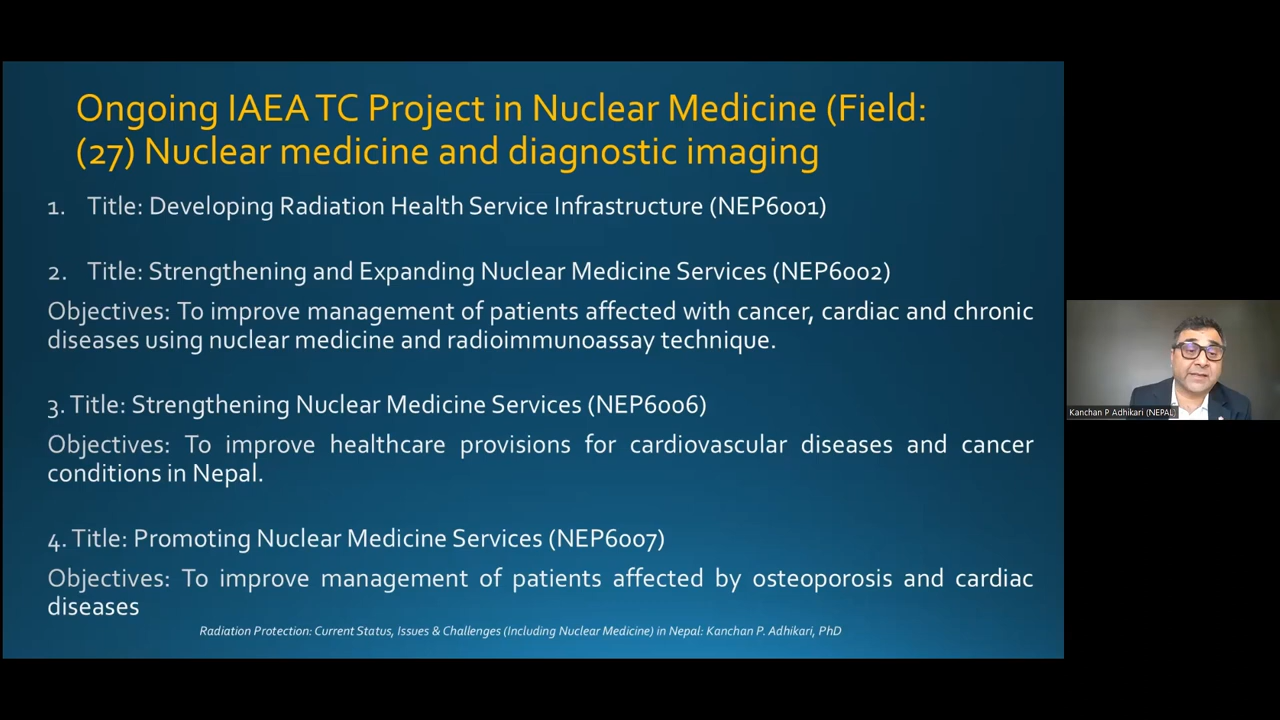 Ongoing IAEA TC Project in Nuclear Medicine (Field:
(27) Nuclear medicine and diagnostic imaging
1. Title: Developing Radiation Health Service Infrastructure (NEP6001)
2. Title: Strengthening and Expanding Nuclear Medicine Services (NEP6002)
Objectives: To improve management of patients affected with cancer, cardiac and chronic
diseases using nuclear medicine and radioimmunoassay technique.
3. Title: Strengthening Nuclear Medicine Services (NEP6006)
Objectives: To improve healthcare provisions for cardiovascular diseases and cancer
conditions in Nepal.
4. Title: Promoting Nuclear Medicine Services (NEP6007)
Objectives: To improve management of patients affected by osteoporosis and cardiac
diseases
Radiation Protection: Current Status, Issues & Challenges (Including Nuclear Medicine) in Nepal: Kanchan P. Adhikari, PhD
Kanchan P Adhikari (NEPAL)